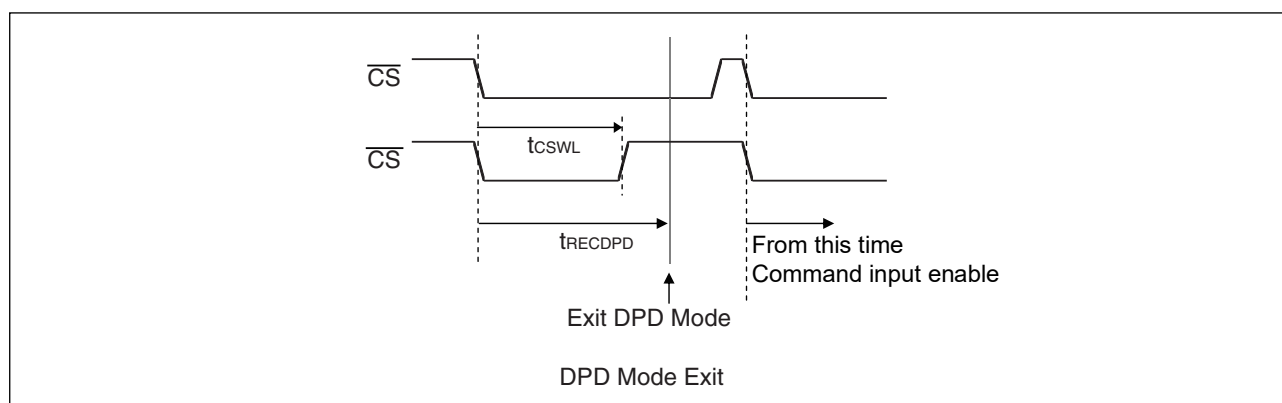 CS
tCSWL
CS
tRECDPD
From this time
Command input enable
Exit DPD Mode
DPD Mode Exit